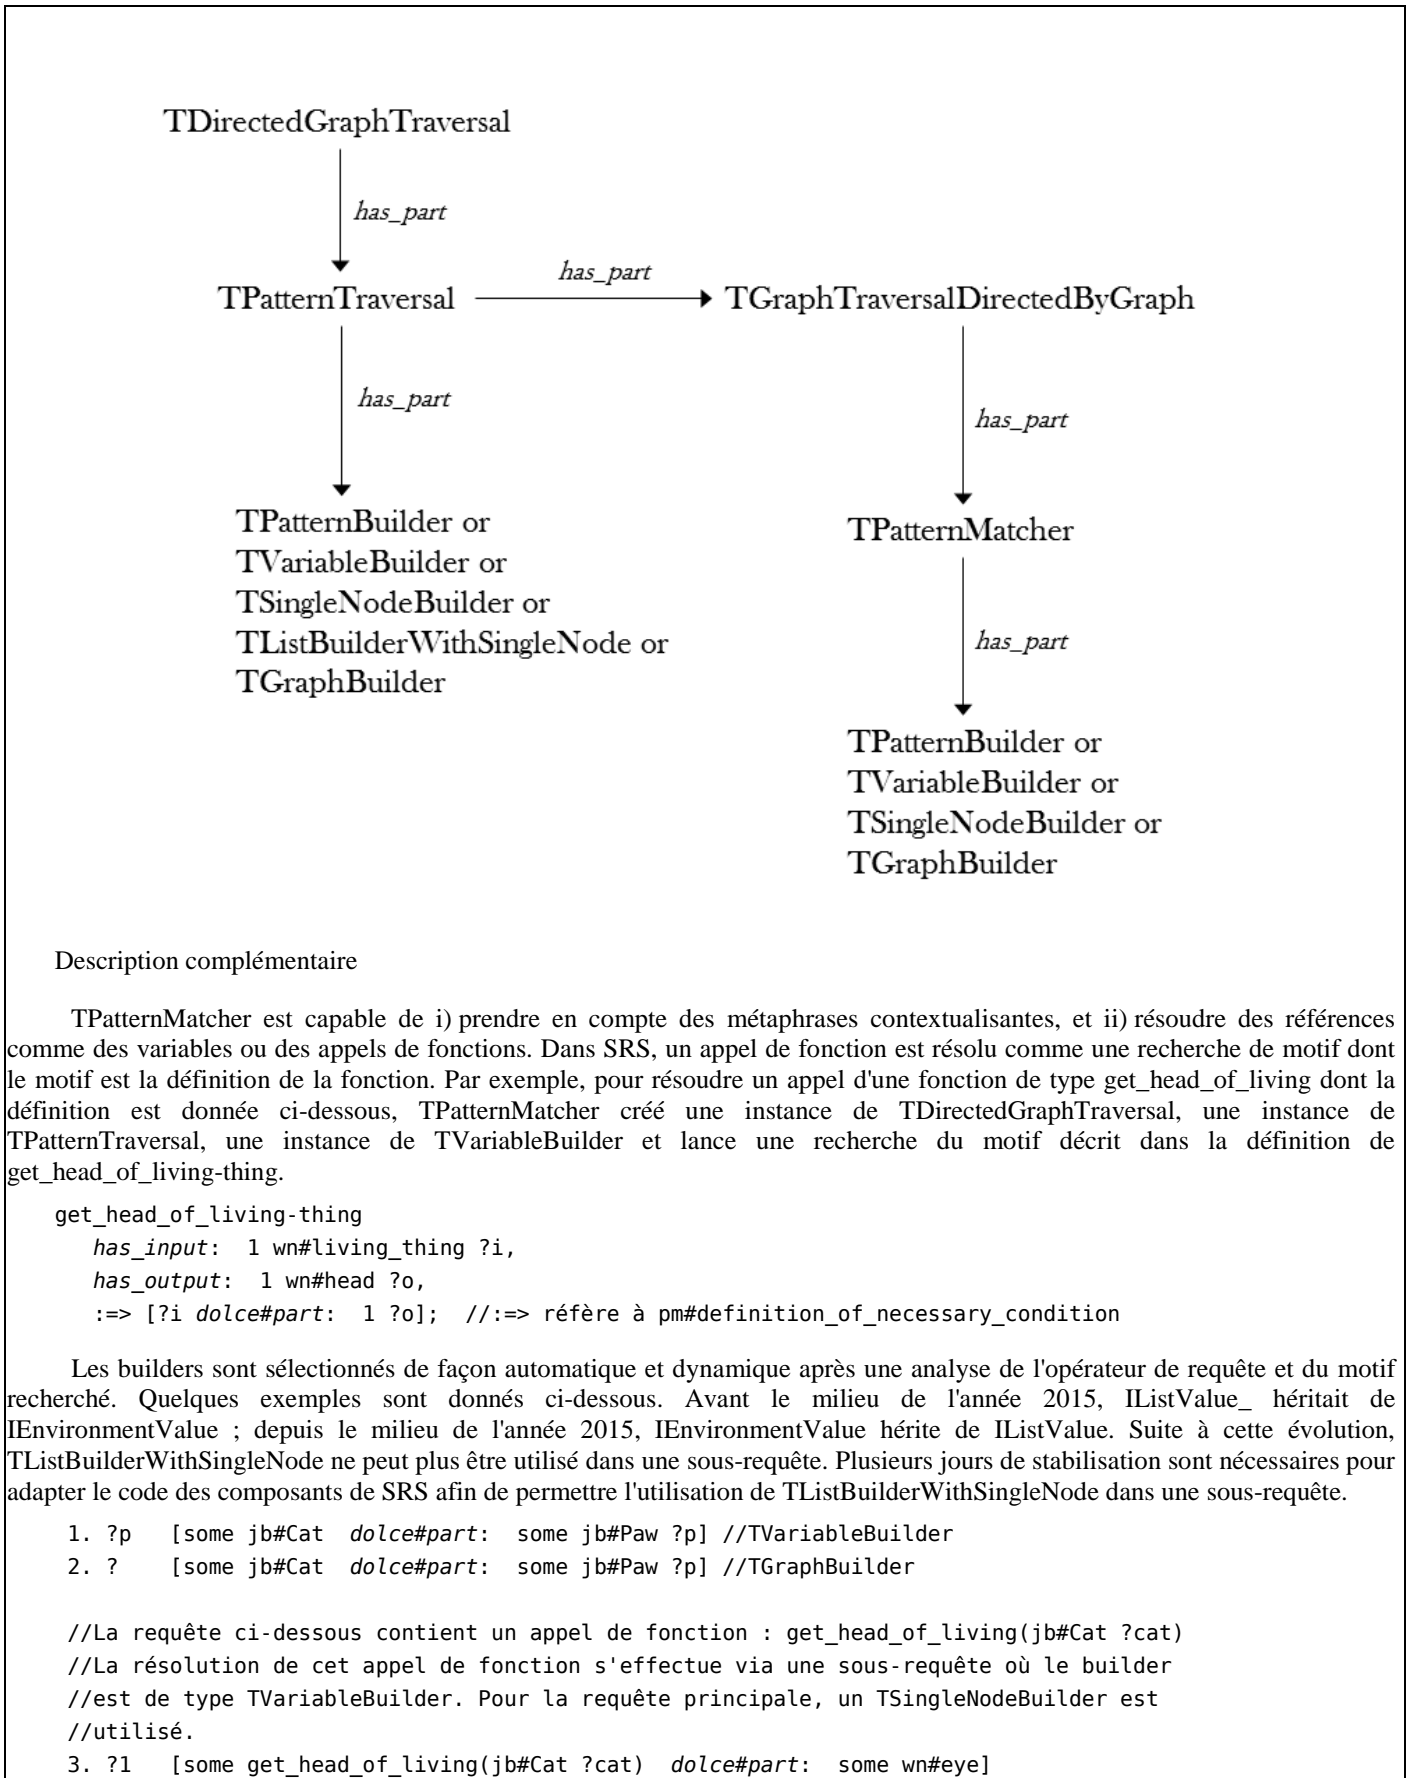 TDirectedGraphTraversal
has_part
has_part
TPatternTraversal
TGraphTraversalDirectedByGraph
has_part
has_part
TPatternBuilder or
TVariableBuilder or
TSingleNodeBuilder or
TListBuilderWithSingleNode or
TGraphBuilder
TPatternMatcher
has_part
TPatternBuilder or
TVariableBuilder or
TSingleNodeBuilder or
TGraphBuilder
Description complémentaire
TPatternMatcher est capable de i) prendre en compte des métaphrases contextualisantes, et ii) résoudre des références
comme des variables ou des appels de fonctions. Dans SRS, un appel de fonction est résolu comme une recherche de motif dont
le motif est la définition de la fonction. Par exemple, pour résoudre un appel d'une fonction de type get_head_of_living dont la
définition est donnée ci-dessous, TPatternMatcher créé une instance de TDirectedGraphTraversal, une instance de
TPatternTraversal, une instance de TVariableBuilder et lance une recherche du motif décrit dans la définition de
get_head_of_living-thing.
get_head_of_living-thing
has_input: 1 wn#living_thing ?i,
has_output: 1 wn#head ?o,
:=> [?i dolce#part: 1 ?o]; //:=> réfère à pm#definition_of_necessary_condition
Les builders sont sélectionnés de façon automatique et dynamique après une analyse de l'opérateur de requête et du motif
recherché. Quelques exemples sont donnés ci-dessous. Avant le milieu de l'année 2015, IListValue_ héritait de
IEnvironmentValue ; depuis le milieu de l'année 2015, IEnvironmentValue hérite de IListValue. Suite à cette évolution,
TListBuilderWithSingleNode ne peut plus être utilisé dans une sous-requête. Plusieurs jours de stabilisation sont nécessaires pour
adapter le code des composants de SRS afin de permettre l'utilisation de TListBuilderWithSingleNode dans une sous-requête.
1. ?p [some jb#Cat dolce#part: some jb#Paw ?p] //TVariableBuilder
2. ? [some jb#Cat dolce#part: some jb#Paw ?p] //TGraphBuilder
//La requête ci-dessous contient un appel de fonction : get_head_of_living(jb#Cat ?cat)
//La résolution de cet appel de fonction s'effectue via une sous-requête où le builder
//est de type TVariableBuilder. Pour la requête principale, un TSingleNodeBuilder est
//utilisé.
3. ?1 [some get_head_of_living(jb#Cat ?cat) dolce#part: some wn#eye]